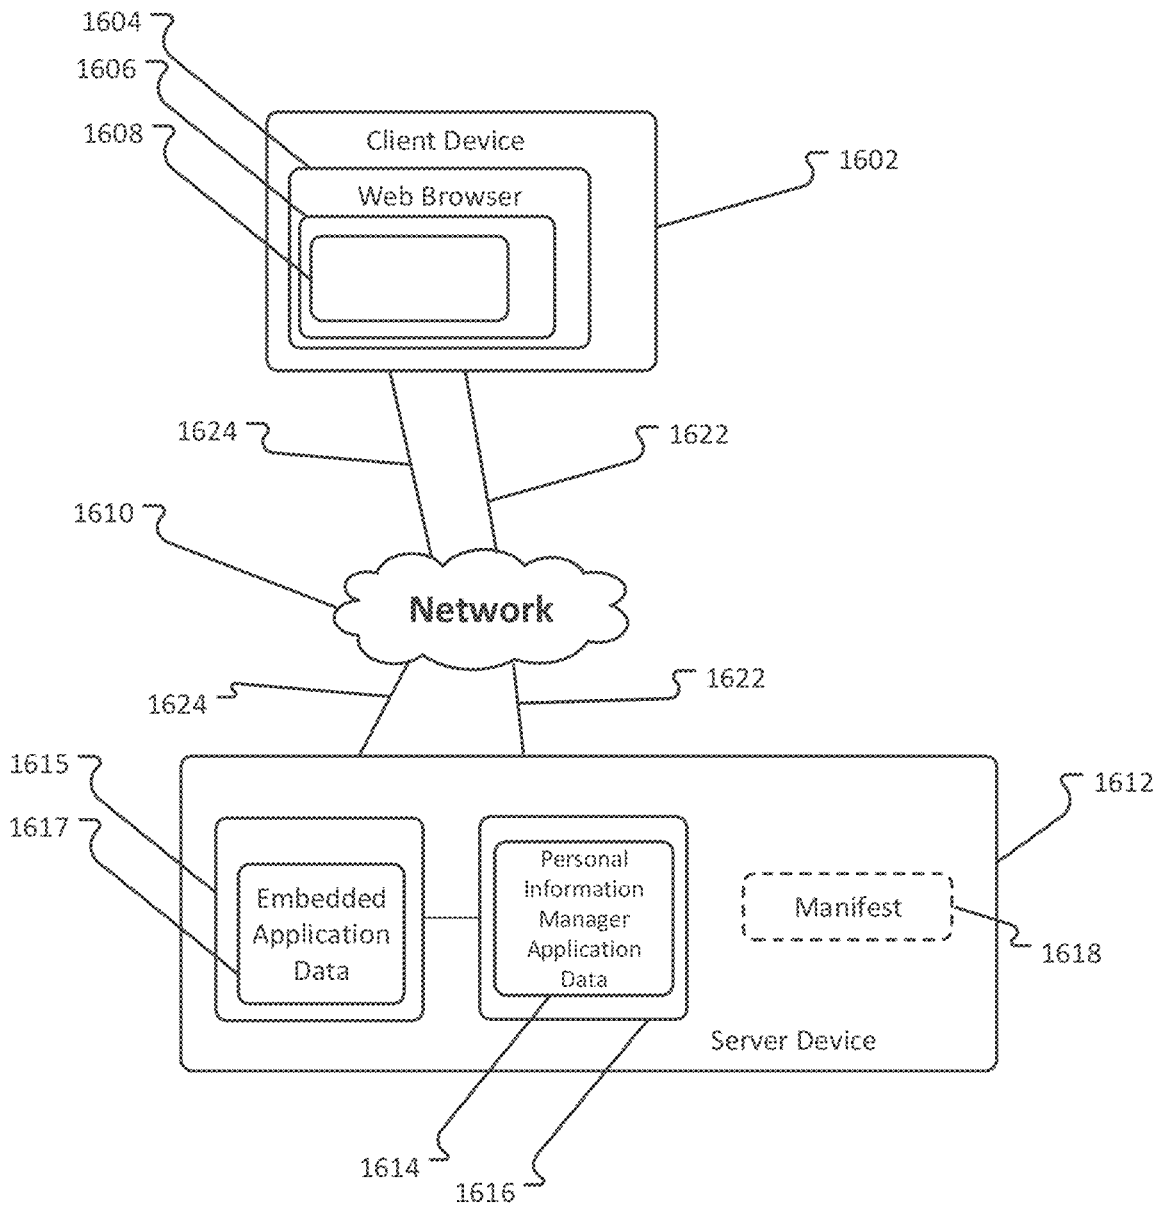 1604
1606
1608
Client Device
1602
Web Browser
1624
1622
1610
Network
1624
1622
1615
1612
1617
Personal
Information
Manager
Application
Data
Embedded
Application
Data
Manifest
1618
Server Device
1614
1616